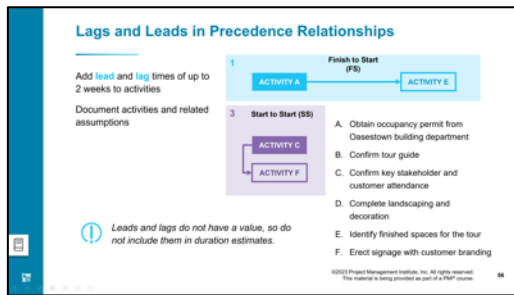 Lags and Leads in Precedence Relationships
Add lead and lag times of up to
2 weeks to activities
Document activities and related
assumptions
1
Finish to Start
(FS)
ACTIVITY A
ACTIVITY E
3
Start to Start (SS)
ACTIVITY C
ACTIVITY F
A. Obtain occupancy permit from
Oasestown building department
B. Confirm tour guide
C. Confirm key stakeholder and
customer attendance
D. Complete landscaping and
decoration
E. Identify finished spaces for the tour
F. Erect signage with customer branding
Leads and lags do not have a value, so do
not include them in duration estimates.
©2023 Project Management Institute, Inc. All rights reserved.
This material is being provided as part of a PMI® course.
56